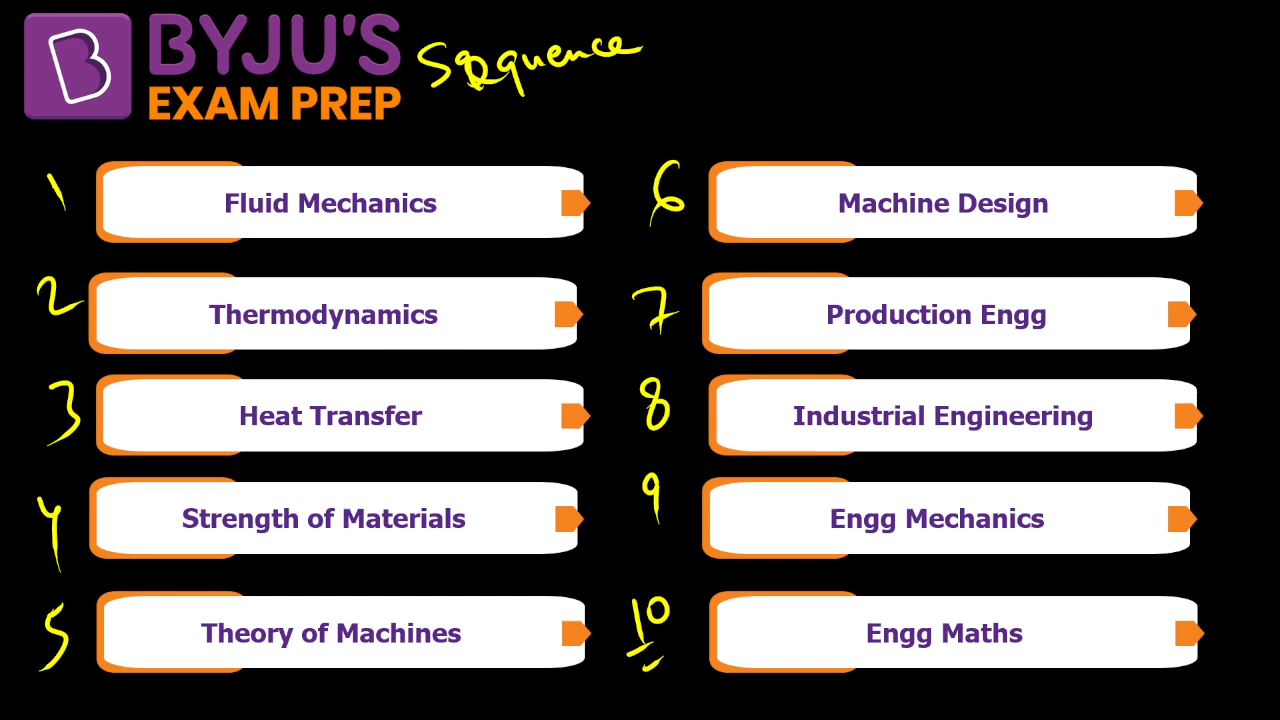 BYJU'S
EXAM PREP
Sequence
1 Fluid Mechanics
2 Thermodynamics
3 Heat Transfer
4 Strength of Materials
5 Theory of Machines
6 Machine Design
7 Production Engg
8 Industrial Engineering
9 Engg Mechanics
10 Engg Maths